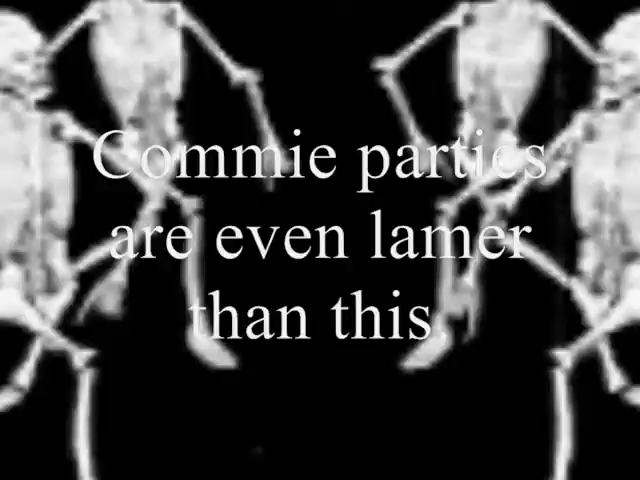 Commie parties
are even lamer
than this.